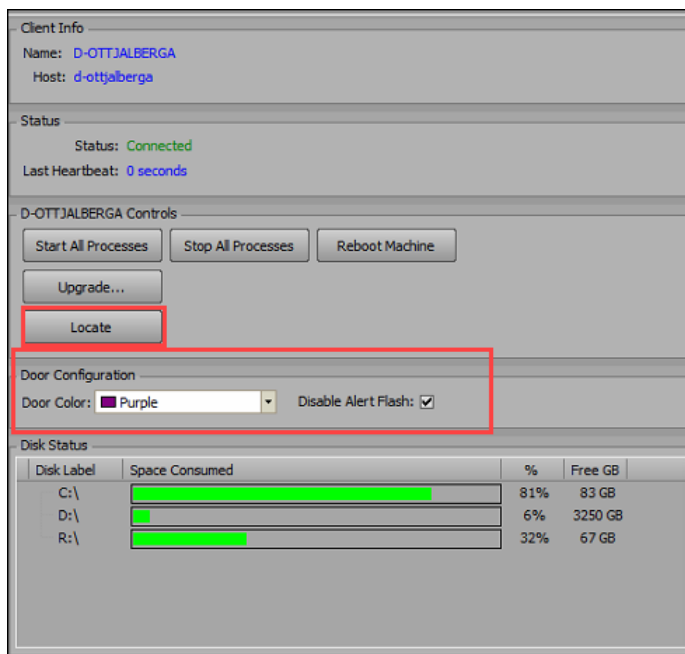 Client Info
Name: D-OTTJALBERGA
Host: d-ottjalberga
Status
Status: Connected
Last Heartbeat: 0 seconds
D-OTTJALBERGA Controls
Start All Processes Stop All Processes Reboot Machine
Upgrade...
Locate
Door Configuration
Door Color: Purple Disable Alert Flash:
Disk Status
Disk Label Space Consumed % Free GB
C:\ 81% 83 GB
D:\ 6% 3250 GB
R:\ 32% 67 GB